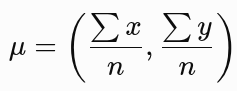 μ = (∑x/n, ∑y/n)